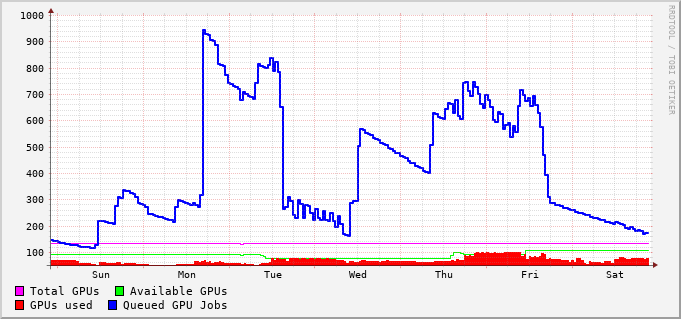 1000
900
800
700
600
500
400
300
200
100
Sun Mon Tue Wed Thu Fri Sat
Total GPUs Available GPUs
GPUs used Queued GPU Jobs
RRDTOOL / TOBI OETIKER